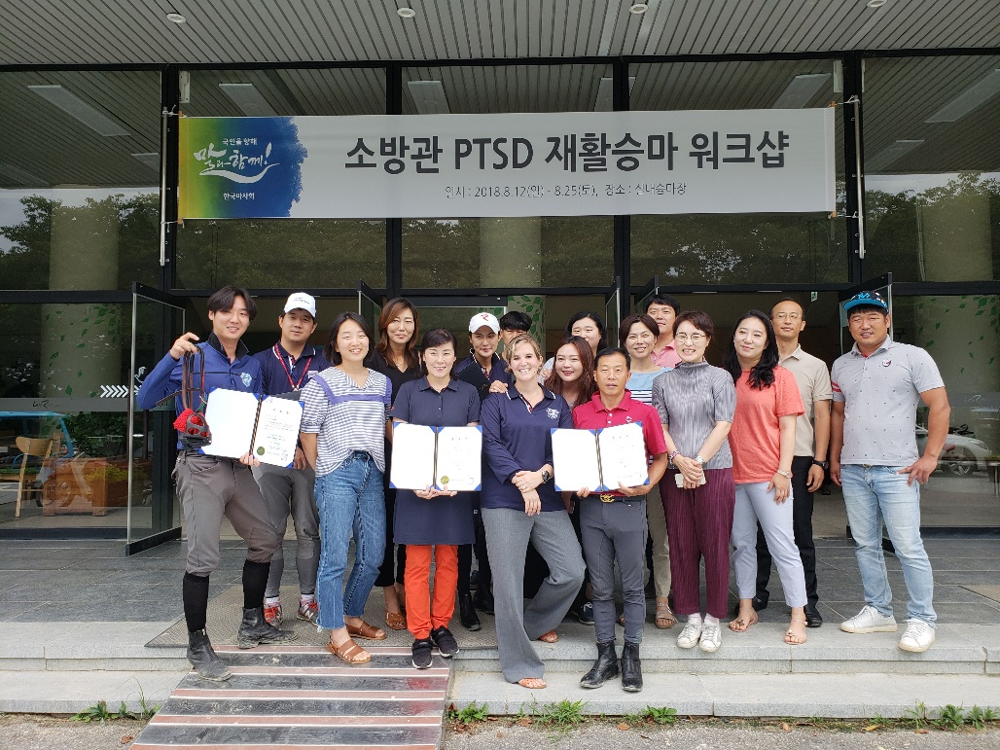 국민을 향해
말과 함께!
한국마사회
소방관 PTSD 재활승마 워크샵
일시 : 2018.8.12(일) - 8.25(토), 장소 : 실내승마장